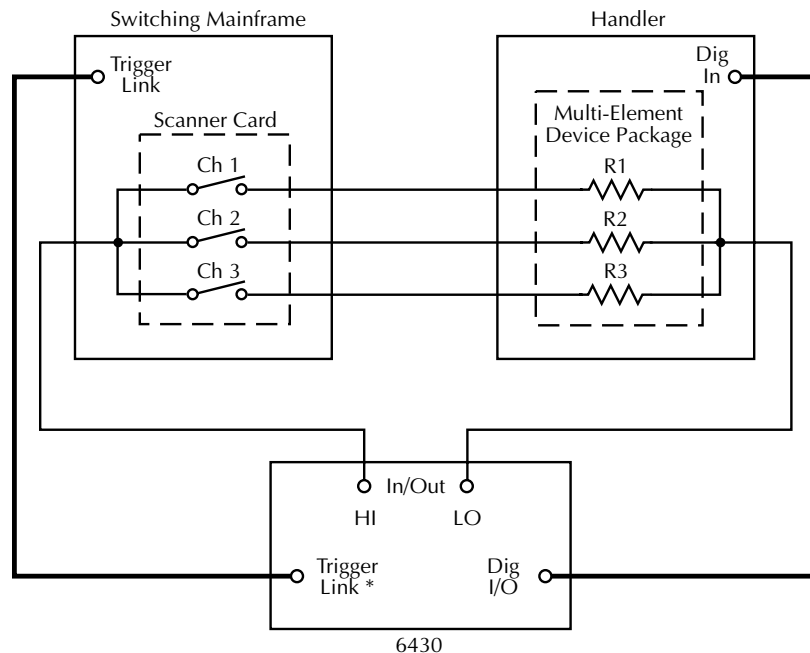 Switching Mainframe
Handler
Trigger
Link
Dig
In
Scanner Card
Multi-Element
Device Package
Ch 1
R1
Ch 2
R2
Ch 3
R3
In/Out
HI
LO
Trigger
Link *
Dig
I/O
6430